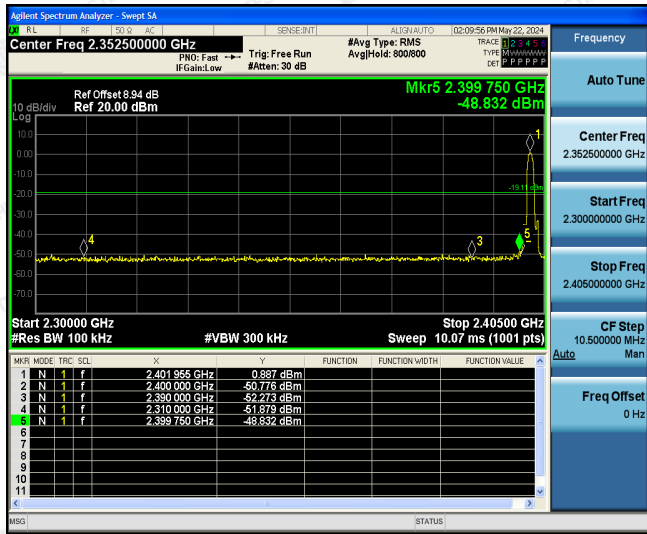 Agilent Spectrum Analyzer - Swept SA
RL RF 50 Ω AC SENSE:INT ALIGN AUTO 02:09:56 PM May 22, 2024
Center Freq 2.352500000 GHz
PNO: Fast
IFGain:Low
Trig: Free Run
#Atten: 30 dB
#Avg Type: RMS
Avg|Hold: 800/800
TRACE 1 2 3 4 5 6
TYPE M
DET P P P P P P
Frequency
Auto Tune
Center Freq
2.352500000 GHz
Start Freq
2.300000000 GHz
Stop Freq
2.405000000 GHz
CF Step
10.500000 MHz
Auto Man
Freq Offset
0 Hz
Mkr5 2.399 750 GHz
-48.832 dBm
Ref Offset 8.94 dB
10 dB/div Ref 20.00 dBm
Log
10.0
0.00
-10.0
-20.0
-30.0
-40.0
-50.0
-60.0
-70.0
1
-19.11 dBm
4
3
5
Start 2.30000 GHz Stop 2.40500 GHz
#Res BW 100 kHz #VBW 300 kHz Sweep 10.07 ms (1001 pts)
MKR MODE TRC SCL X Y FUNCTION FUNCTION WIDTH FUNCTION VALUE
1 N 1 f 2.401 955 GHz 0.887 dBm
2 N 1 f 2.400 000 GHz -50.776 dBm
3 N 1 f 2.390 000 GHz -52.273 dBm
4 N 1 f 2.310 000 GHz -51.879 dBm
5 N 1 f 2.399 750 GHz -48.832 dBm
6
7
8
9
10
11
MSG STATUS